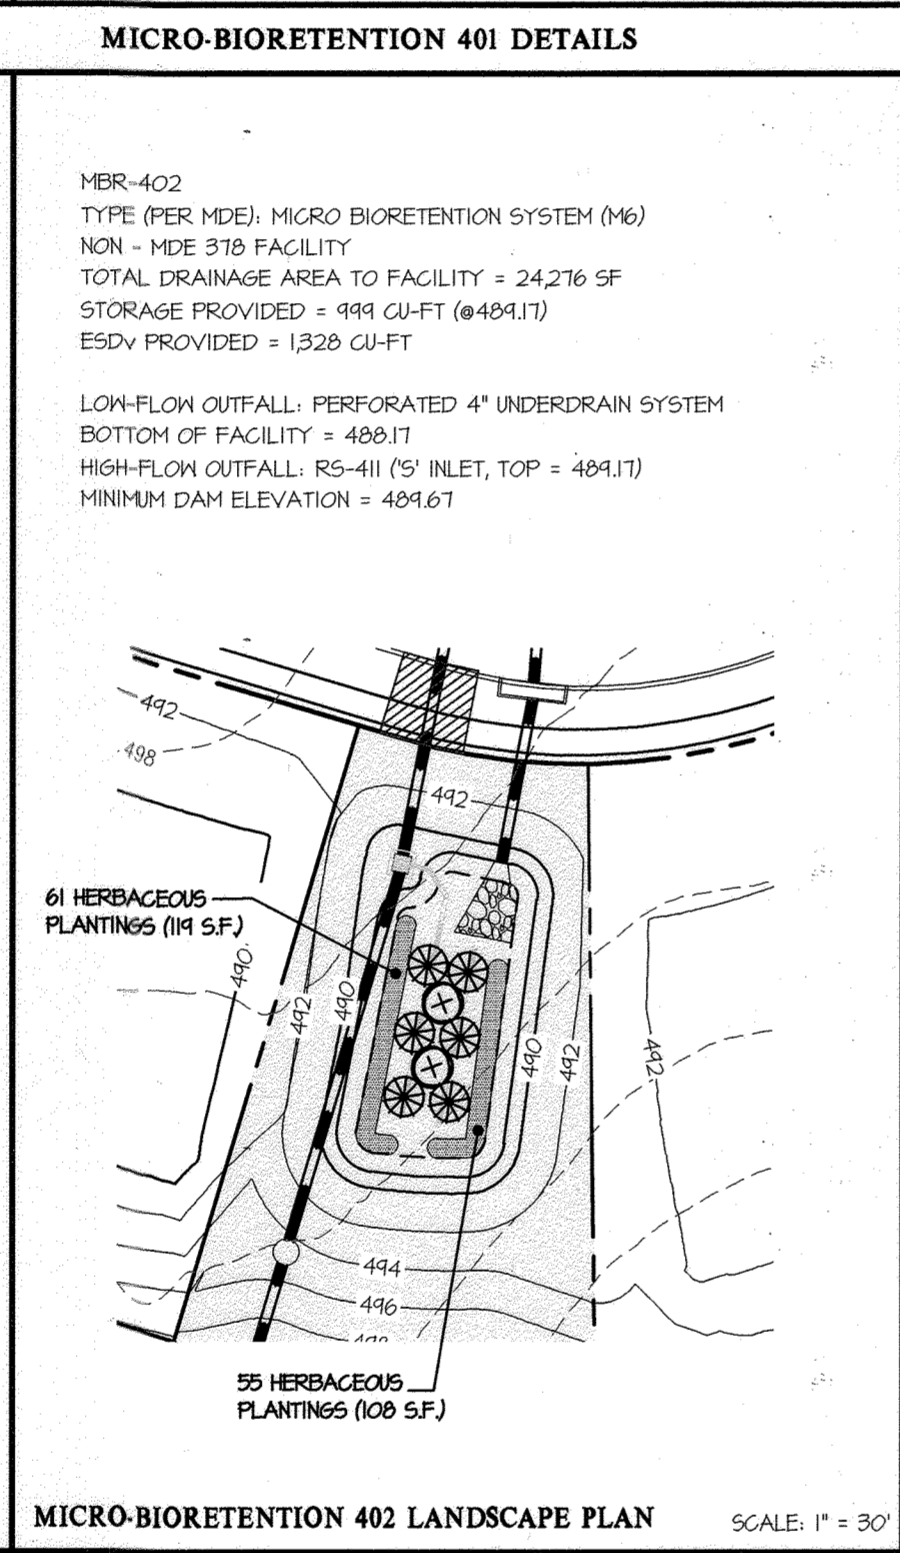 MICRO-BIORETENTION 401 DETAILS
MBR-402
TYPE (PER MDE): MICRO BIORETENTION SYSTEM (M6)
NON - MDE 378 FACILITY
TOTAL DRAINAGE AREA TO FACILITY = 24,276 SF
STORAGE PROVIDED = 999 CU-FT (@489.17)
ESDv PROVIDED = 1,328 CU-FT
LOW-FLOW OUTFALL: PERFORATED 4" UNDERDRAIN SYSTEM
BOTTOM OF FACILITY = 488.17
HIGH-FLOW OUTFALL: RS-411 ('S' INLET, TOP = 489.17)
MINIMUM DAM ELEVATION = 489.67
492
498
492
61 HERBACEOUS
PLANTINGS (119 S.F.)
490
492
490
490
492
492
494
496
55 HERBACEOUS
PLANTINGS (108 S.F.)
MICRO-BIORETENTION 402 LANDSCAPE PLAN
SCALE: 1" = 30'